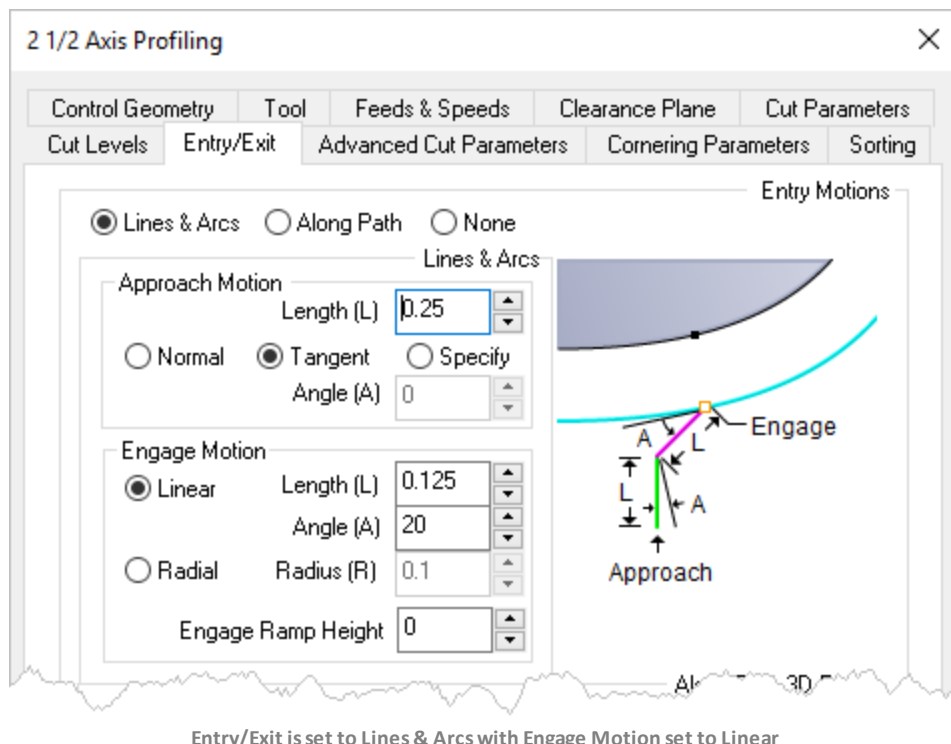 2 1/2 Axis Profiling
Control Geometry Tool Feeds & Speeds Clearance Plane Cut Parameters
Cut Levels Entry/Exit Advanced Cut Parameters Cornering Parameters Sorting
Entry Motions
Lines & Arcs Along Path None
Lines & Arcs
Approach Motion
Length (L) 0.25
Normal Tangent Specify
Angle (A) 0
Engage Motion
Linear Length (L) 0.125
Angle (A) 20
Radial Radius (R) 0.1
Engage Ramp Height 0
Engage
A L
L A
Approach
3D
Entry/Exit is set to Lines & Arcs with Engage Motion set to Linear